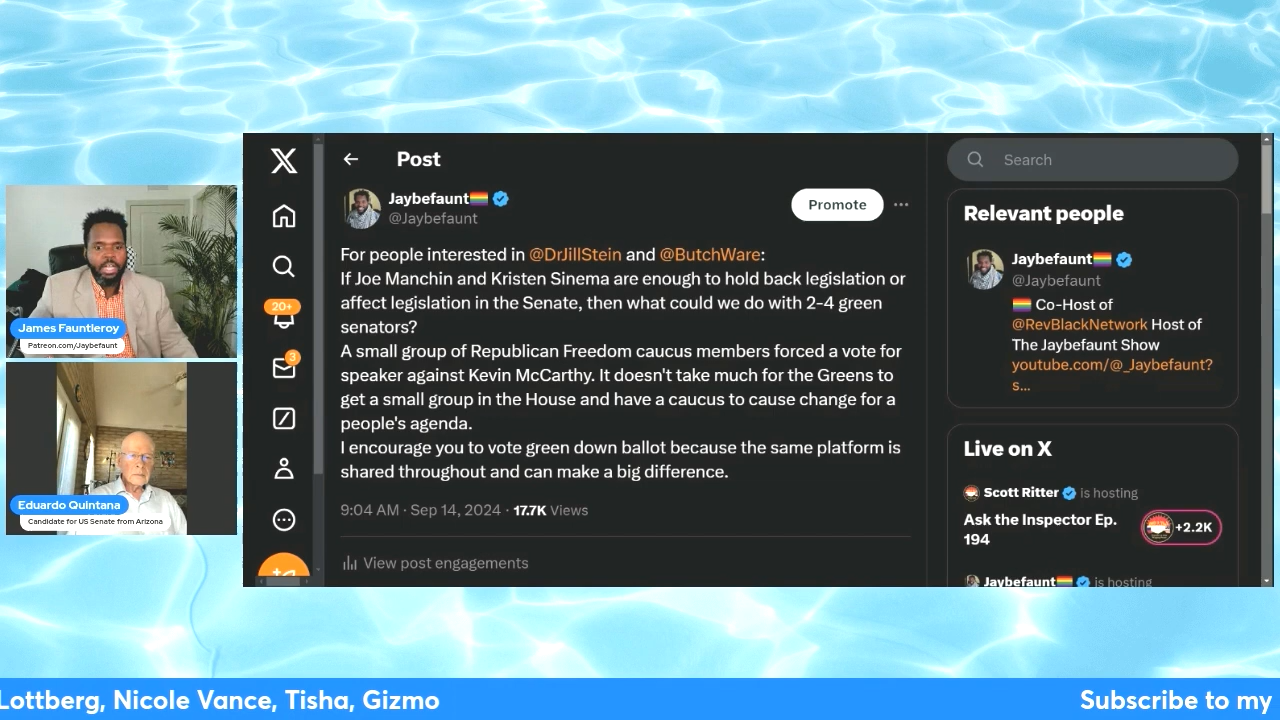 James Fauntleroy
Patreon.com/Jaybefaunt
Eduardo Quintana
Candidate for US Senate from Arizona
20+
3
Post
Jaybefaunt
@Jaybefaunt
Promote
For people interested in @DrJillStein and @ButchWare:
If Joe Manchin and Kristen Sinema are enough to hold back legislation or
affect legislation in the Senate, then what could we do with 2-4 green
senators?
A small group of Republican Freedom caucus members forced a vote for
speaker against Kevin McCarthy. It doesn't take much for the Greens to
get a small group in the House and have a caucus to cause change for a
people's agenda.
I encourage you to vote green down ballot because the same platform is
shared throughout and can make a big difference.
9:04 AM · Sep 14, 2024 · 17.7K Views
View post engagements
Search
Relevant people
Jaybefaunt
@Jaybefaunt
Co-Host of
@RevBlackNetwork Host of
The Jaybefaunt Show
youtube.com/@_Jaybefaunt?
s...
Live on X
Scott Ritter is hosting
Ask the Inspector Ep.
194
+2.2K
Jaybefaunt is hosting
Lottberg, Nicole Vance, Tisha, Gizmo
Subscribe to my